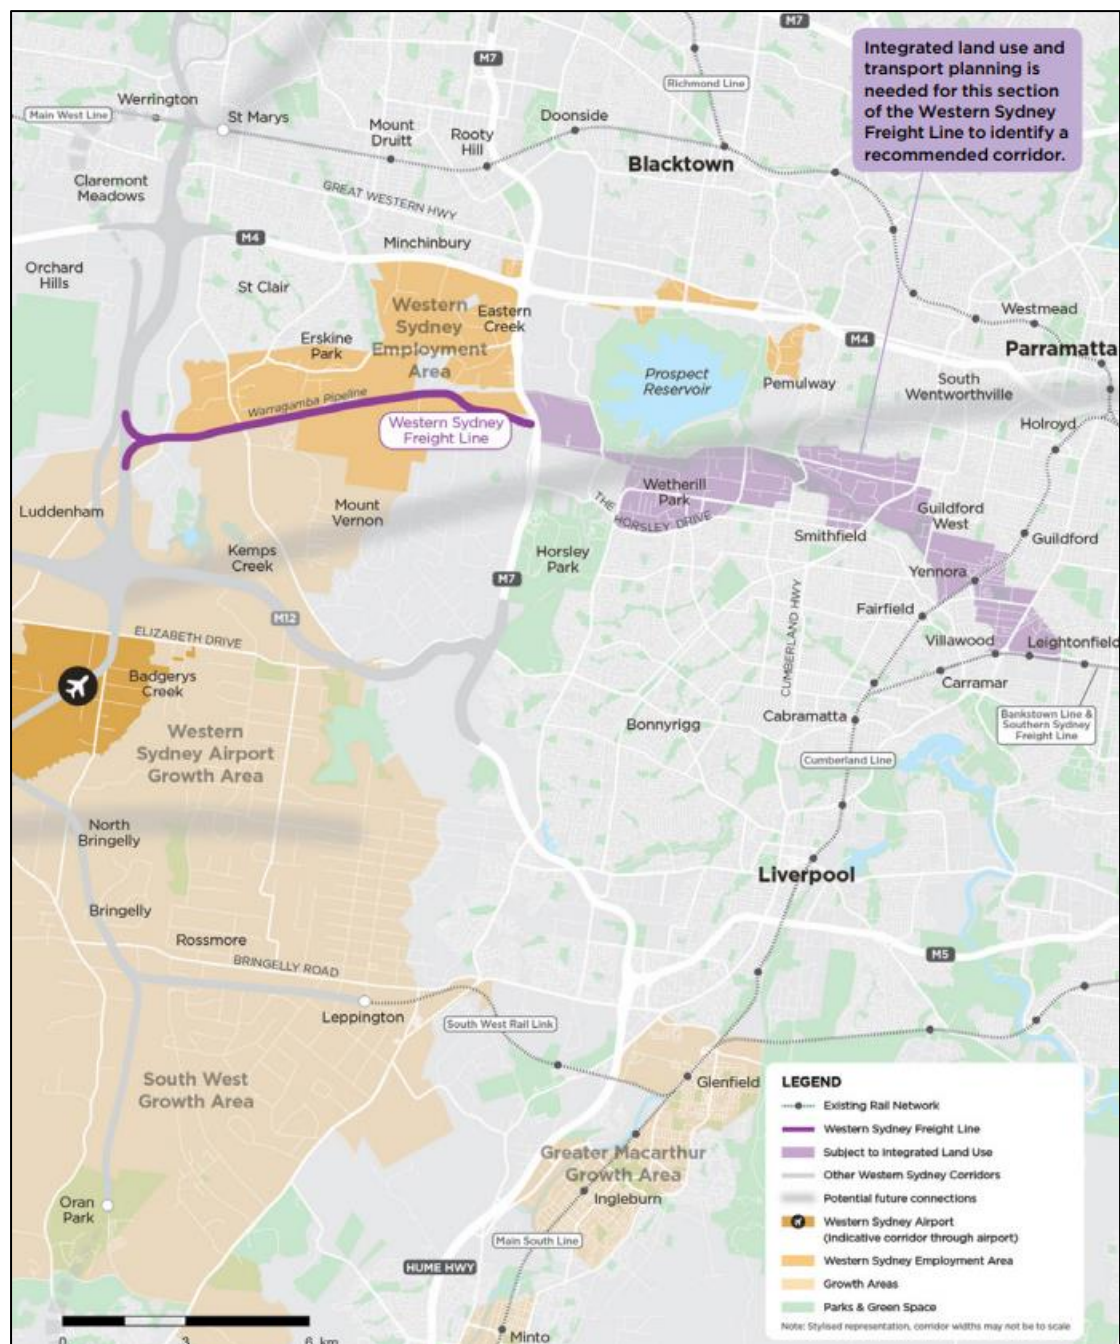 M7
Integrated land use and
transport planning is
needed for this section
of the Western Sydney
Freight Line to identify a
recommended corridor.
M7
Richmond Line
Werrington
Main West Line
St Marys
Doonside
Mount
Druitt
Rooty
Hill
Blacktown
Claremont
Meadows
GREAT WESTERN HWY
M4
Minchinbury
Orchard
Hills
St Clair
Western
Sydney
Employment
Area
Eastern
Creek
Erskine
Park
Westmead
M4
Parramatta
Prospect
Reservoir
Pemulway
South
Wentworthville
Warragamba Pipeline
Western Sydney
Freight Line
Holroyd
Luddenham
Mount
Vernon
Wetherill
Park
THE HORSLEY DRIVE
Smithfield
Guildford
West
Guildford
Kemps
Creek
Horsley
Park
M7
Yennora
CUMBERLAND HWY
Fairfield
M12
ELIZABETH DRIVE
Villawood
Leightonfield
Badgerys
Creek
Carramar
Western
Sydney Airport
Growth Area
Bonnyrigg
Cabramatta
Bankstown Line &
Southern Sydney
Freight Line
Cumberland Line
North
Bringelly
Liverpool
Bringelly
Rossmore
BRINGELLY ROAD
M5
Leppington
South West Rail Link
South West
Growth Area
Glenfield
Greater Macarthur
Growth Area
Ingleburn
Oran
Park
Main South Line
HUME HWY
Minto
0 3 6 km
LEGEND
Existing Rail Network
Western Sydney Freight Line
Subject to Integrated Land Use
Other Western Sydney Corridors
Potential future connections
Western Sydney Airport
(Indicative corridor through airport)
Western Sydney Employment Area
Growth Areas
Parks & Green Space
Note: Stylised representation, corridor widths may not be to scale